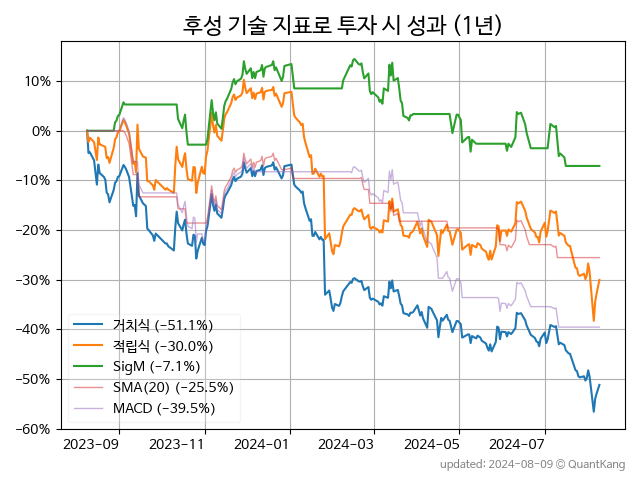 후성 기술 지표로 투자 시 성과 (1년)
10%
0%
−10%
−20%
−30%
−40%
−50%
−60%
거치식 (−51.1%)
적립식 (−30.0%)
SigM (−7.1%)
SMA(20) (−25.5%)
MACD (−39.5%)
2023-09 2023-11 2024-01 2024-03 2024-05 2024-07
updated: 2024-08-09 © QuantKang